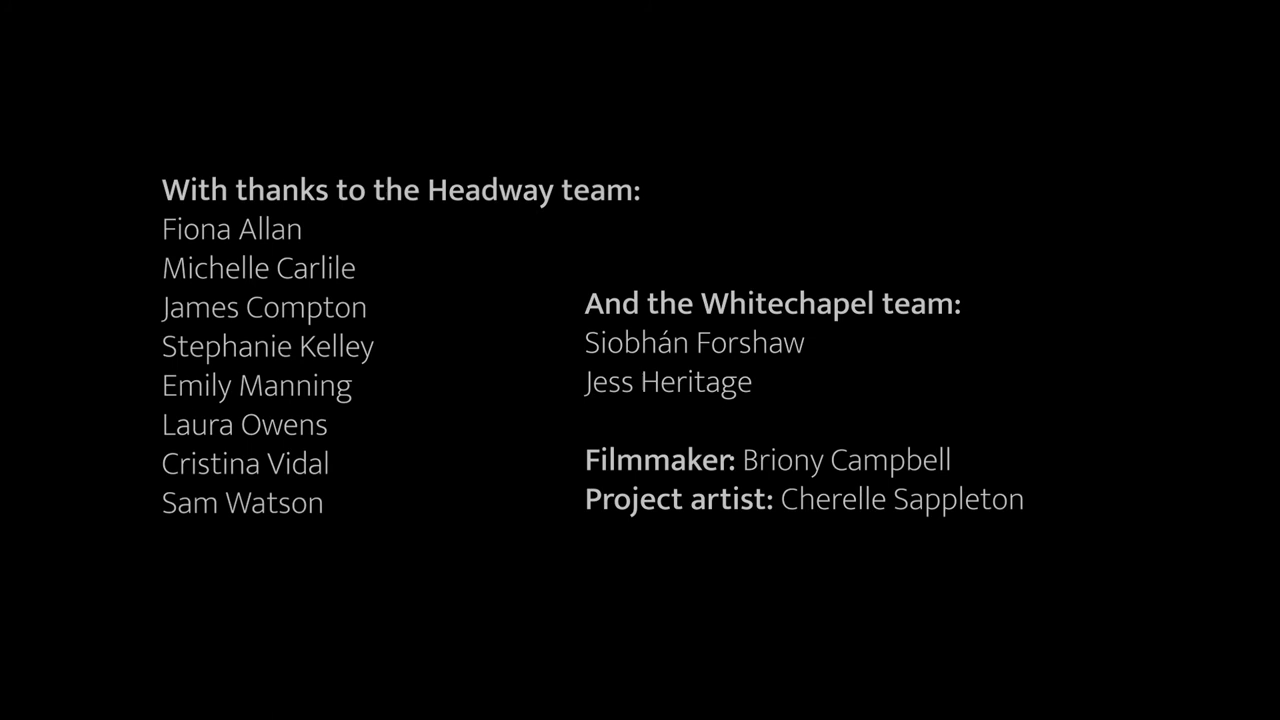 With thanks to the Headway team:
Fiona Allan
Michelle Carlile
James Compton
Stephanie Kelley
Emily Manning
Laura Owens
Cristina Vidal
Sam Watson
And the Whitechapel team:
Siobhán Forshaw
Jess Heritage
Filmmaker: Briony Campbell
Project artist: Cherelle Sappleton